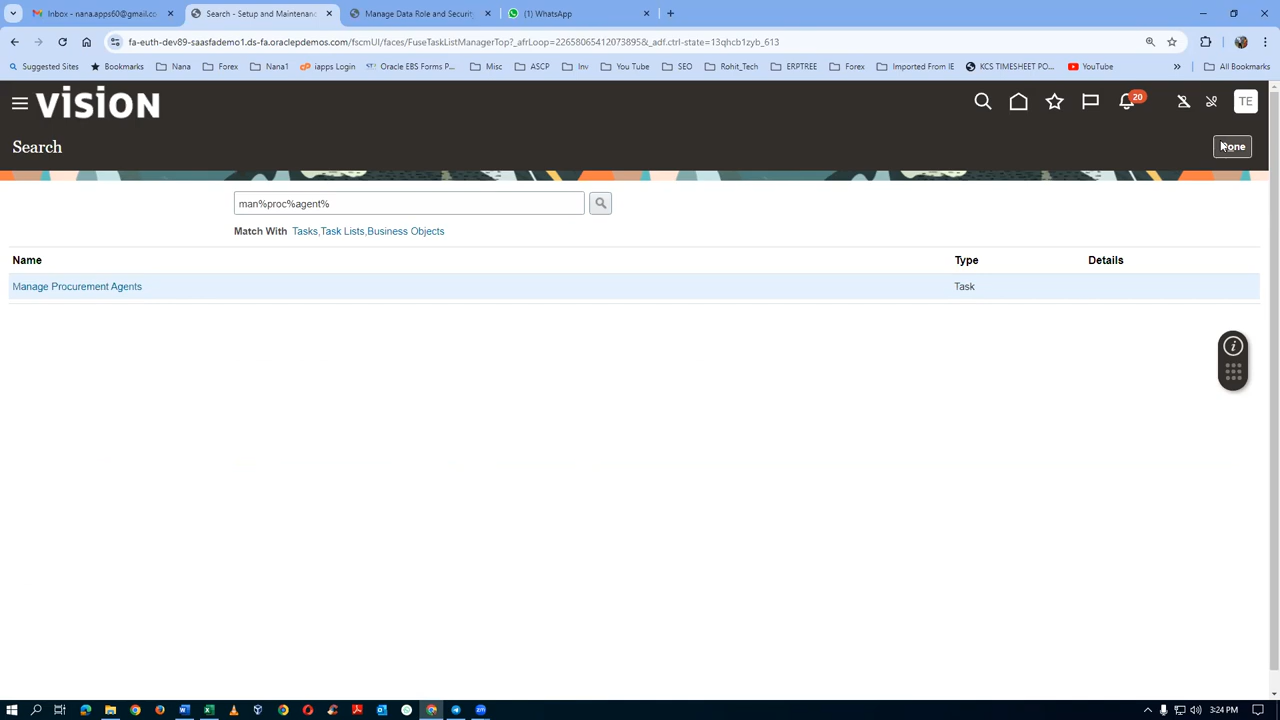 Inbox - nana.apps60@gmail.co
Search - Setup and Maintenanc
Manage Data Role and Security
(1) WhatsApp
fa-euth-dev89-saasfademo1.ds-fa.oraclepdemos.com/fscmUI/faces/FuseTaskListManagerTop?_afrLoop=22658065412073895&_adf.ctrl-state=13qhcb1zyb_613
Suggested Sites Bookmarks Nana Forex Nana1 iapps Login Oracle EBS Forms P... Misc ASCP Inv You Tube SEO Rohit_Tech ERPTREE Forex Imported From IE KCS TIMESHEET PO... YouTube » All Bookmarks
VISION
20
TE
Search
Done
man%proc%agent%
Match With Tasks,Task Lists,Business Objects
Name Type Details
Manage Procurement Agents Task
3:24 PM